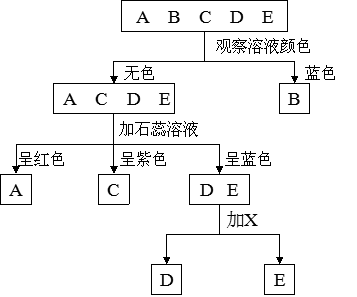 A B C D E
观察溶液颜色
无色 蓝色
A C D E B
加石蕊溶液
呈红色 呈紫色 呈蓝色
A C D E
加X
D E